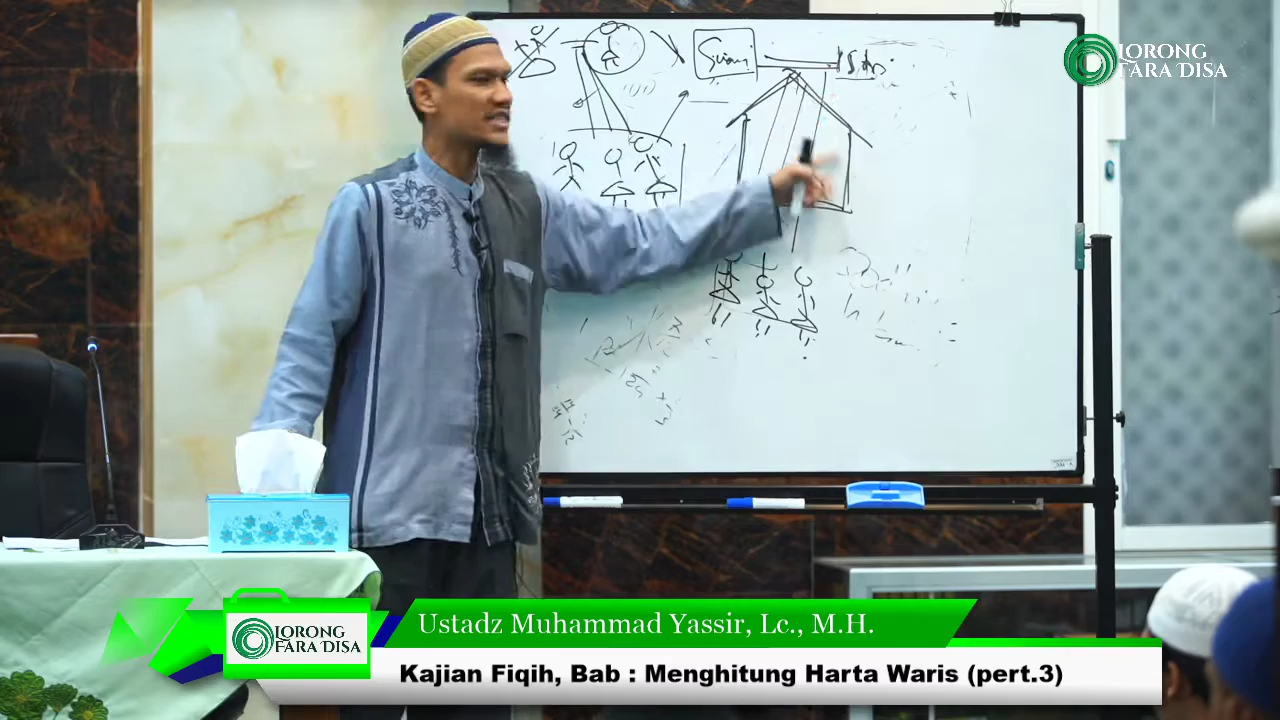 Suami
Istri
LORONG
FARA DISA
LORONG
FARA DISA
Ustadz Muhammad Yassir, Lc., M.H.
Kajian Fiqih, Bab : Menghitung Harta Waris (pert.3)